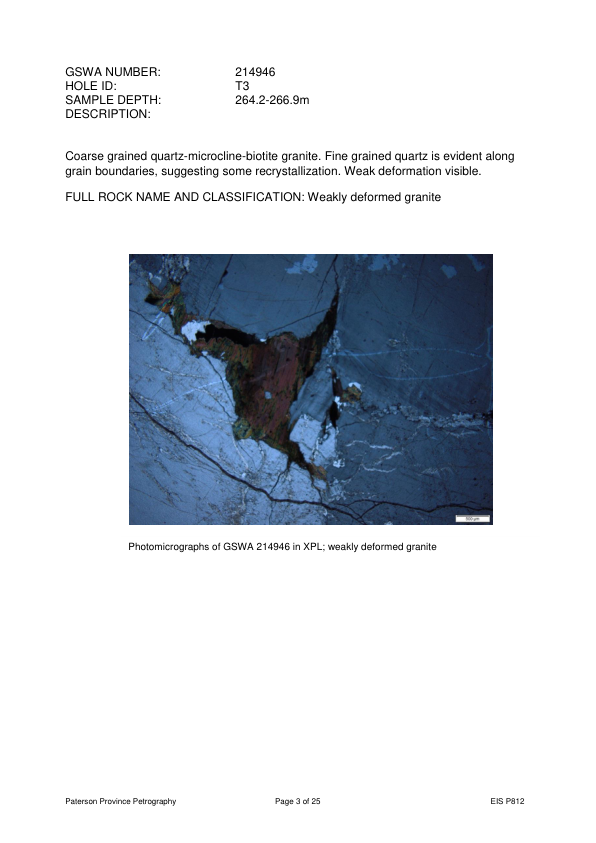 GSWA NUMBER: 214946
HOLE ID: T3
SAMPLE DEPTH: 264.2-266.9m
DESCRIPTION:
Coarse grained quartz-microcline-biotite granite. Fine grained quartz is evident along
grain boundaries, suggesting some recrystallization. Weak deformation visible.
FULL ROCK NAME AND CLASSIFICATION: Weakly deformed granite
Photomicrographs of GSWA 214946 in XPL; weakly deformed granite
Paterson Province Petrography Page 3 of 25 EIS P812